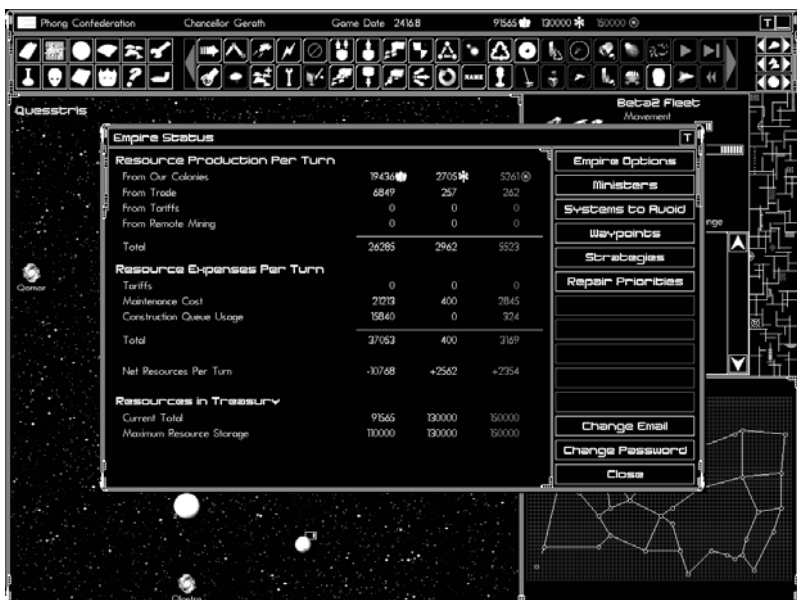 Phong Confederation Chancellor Gerath Game Date 2416.8 91565 130000 150000 T
Quesstris
Beta2 Fleet
Movement
Empire Status T
Resource Production Per Turn
From Our Colonies 19436 2705 5261
From Trade 6849 257 262
From Tariffs 0 0 0
From Remote Mining 0 0 0
Total 26285 2962 5523
Resource Expenses Per Turn
Tariffs 0 0 0
Maintenance Cost 21213 400 2845
Construction Queue Usage 15840 0 324
Total 37053 400 3169
Net Resources Per Turn -10768 +2562 +2354
Resources in Treasury
Current Total 91565 130000 150000
Maximum Resource Storage 110000 130000 150000
Empire Options
Ministers
Systems to Avoid
Waypoints
Strategies
Repair Priorities
Change Email
Change Password
Close
nge
NAME